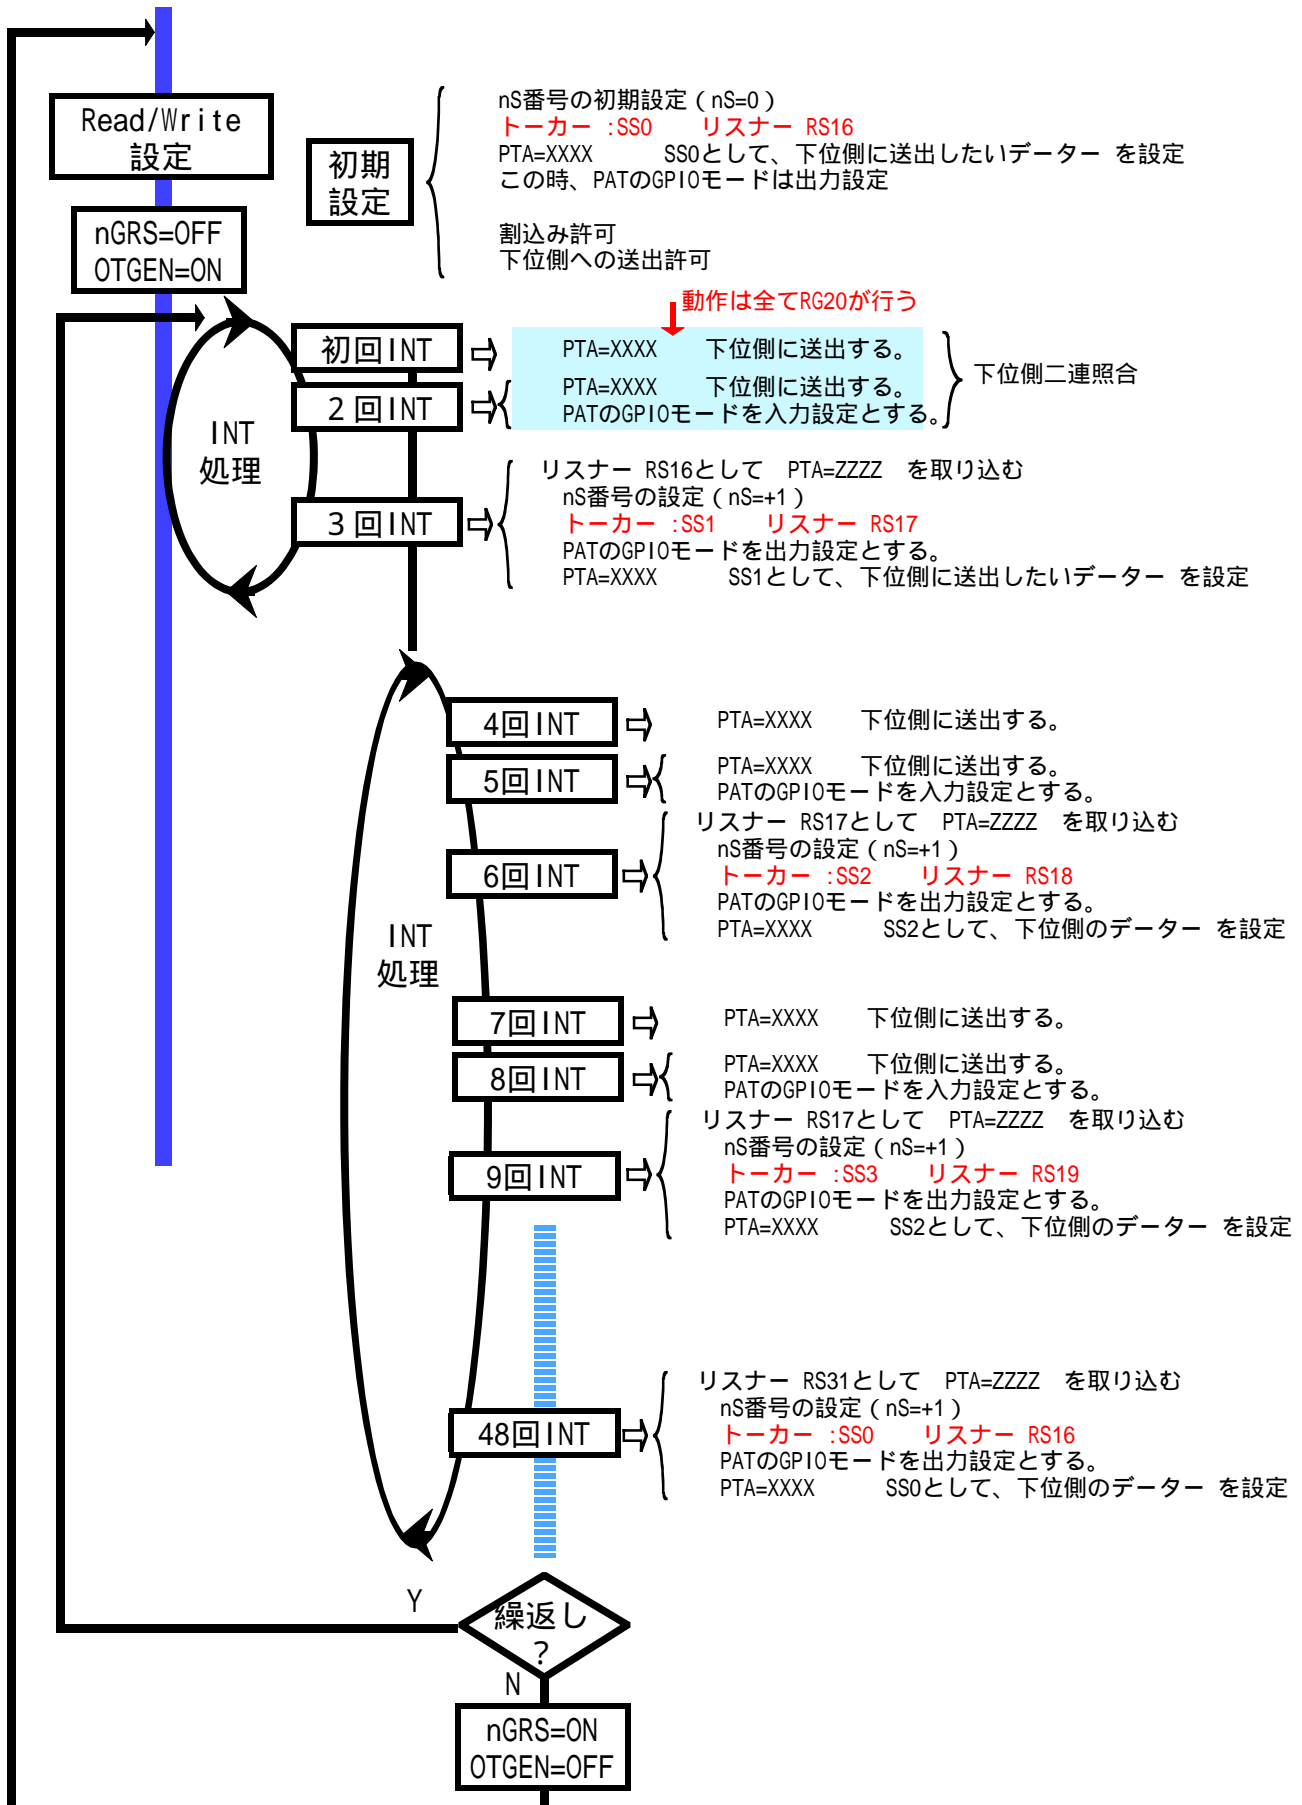 Read/Write
設定
nGRS=OFF
OTGEN=ON
初期
設定
nS番号の初期設定（nS=0）
トーカー :SS0　　リスナー RS16
PTA=XXXX　　SS0として、下位側に送出したいデーター を設定
この時、PATのGPIOモードは出力設定
割込み許可
下位側への送出許可
動作は全てRG20が行う
初回INT
PTA=XXXX　　下位側に送出する。
2回INT
PTA=XXXX　　下位側に送出する。
PATのGPIOモードを入力設定とする。
下位側二連照合
INT
処理
3回INT
リスナー RS16として　PTA=ZZZZ　を取り込む
nS番号の設定（nS=+1）
トーカー :SS1　　リスナー RS17
PATのGPIOモードを出力設定とする。
PTA=XXXX　　SS1として、下位側に送出したいデーター を設定
4回INT
PTA=XXXX　　下位側に送出する。
5回INT
PTA=XXXX　　下位側に送出する。
PATのGPIOモードを入力設定とする。
6回INT
リスナー RS17として　PTA=ZZZZ　を取り込む
nS番号の設定（nS=+1）
トーカー :SS2　　リスナー RS18
PATのGPIOモードを出力設定とする。
PTA=XXXX　　SS2として、下位側のデーター を設定
INT
処理
7回INT
PTA=XXXX　　下位側に送出する。
8回INT
PTA=XXXX　　下位側に送出する。
PATのGPIOモードを入力設定とする。
9回INT
リスナー RS17として　PTA=ZZZZ　を取り込む
nS番号の設定（nS=+1）
トーカー :SS3　　リスナー RS19
PATのGPIOモードを出力設定とする。
PTA=XXXX　　SS2として、下位側のデーター を設定
48回INT
リスナー RS31として　PTA=ZZZZ　を取り込む
nS番号の設定（nS=+1）
トーカー :SS0　　リスナー RS16
PATのGPIOモードを出力設定とする。
PTA=XXXX　　SS0として、下位側のデーター を設定
Y
繰返し
?
N
nGRS=ON
OTGEN=OFF